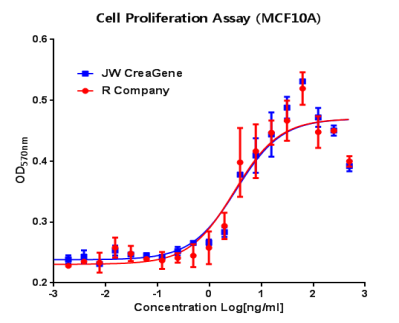 Cell Proliferation Assay (MCF10A)
0.6
JW CreaGene
R Company
0.5
OD570nm
0.4
0.3
0.2
-3 -2 -1 0 1 2 3
Concentration Log[ng/ml]